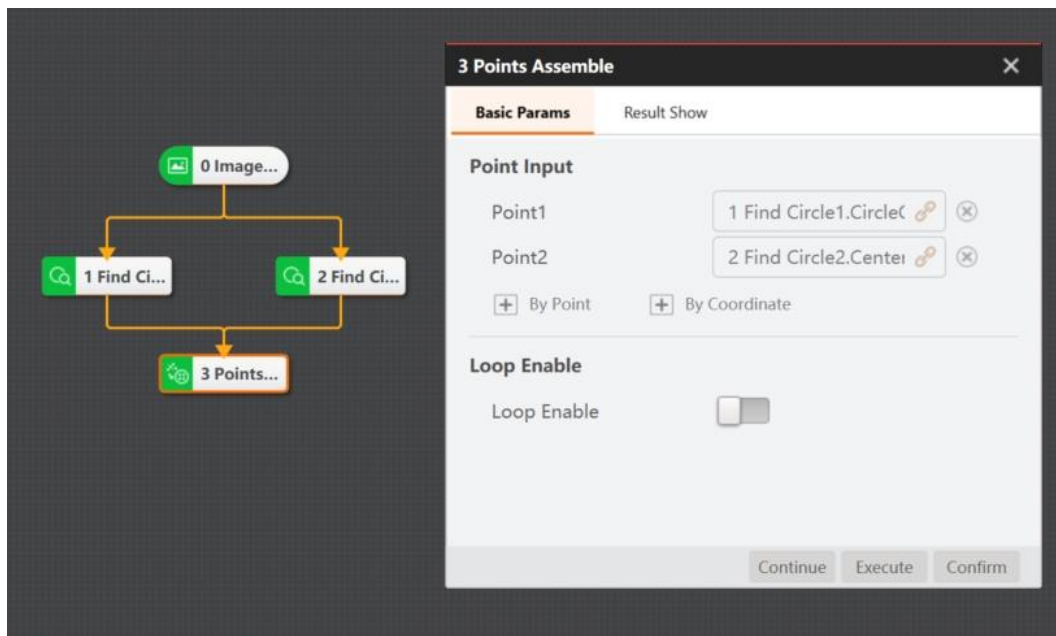 0 Image...
1 Find Ci...
2 Find Ci...
3 Points...
3 Points Assemble
Basic Params
Result Show
Point Input
Point1
1 Find Circle1.Circle(
Point2
2 Find Circle2.Center
By Point
By Coordinate
Loop Enable
Loop Enable
Continue
Execute
Confirm